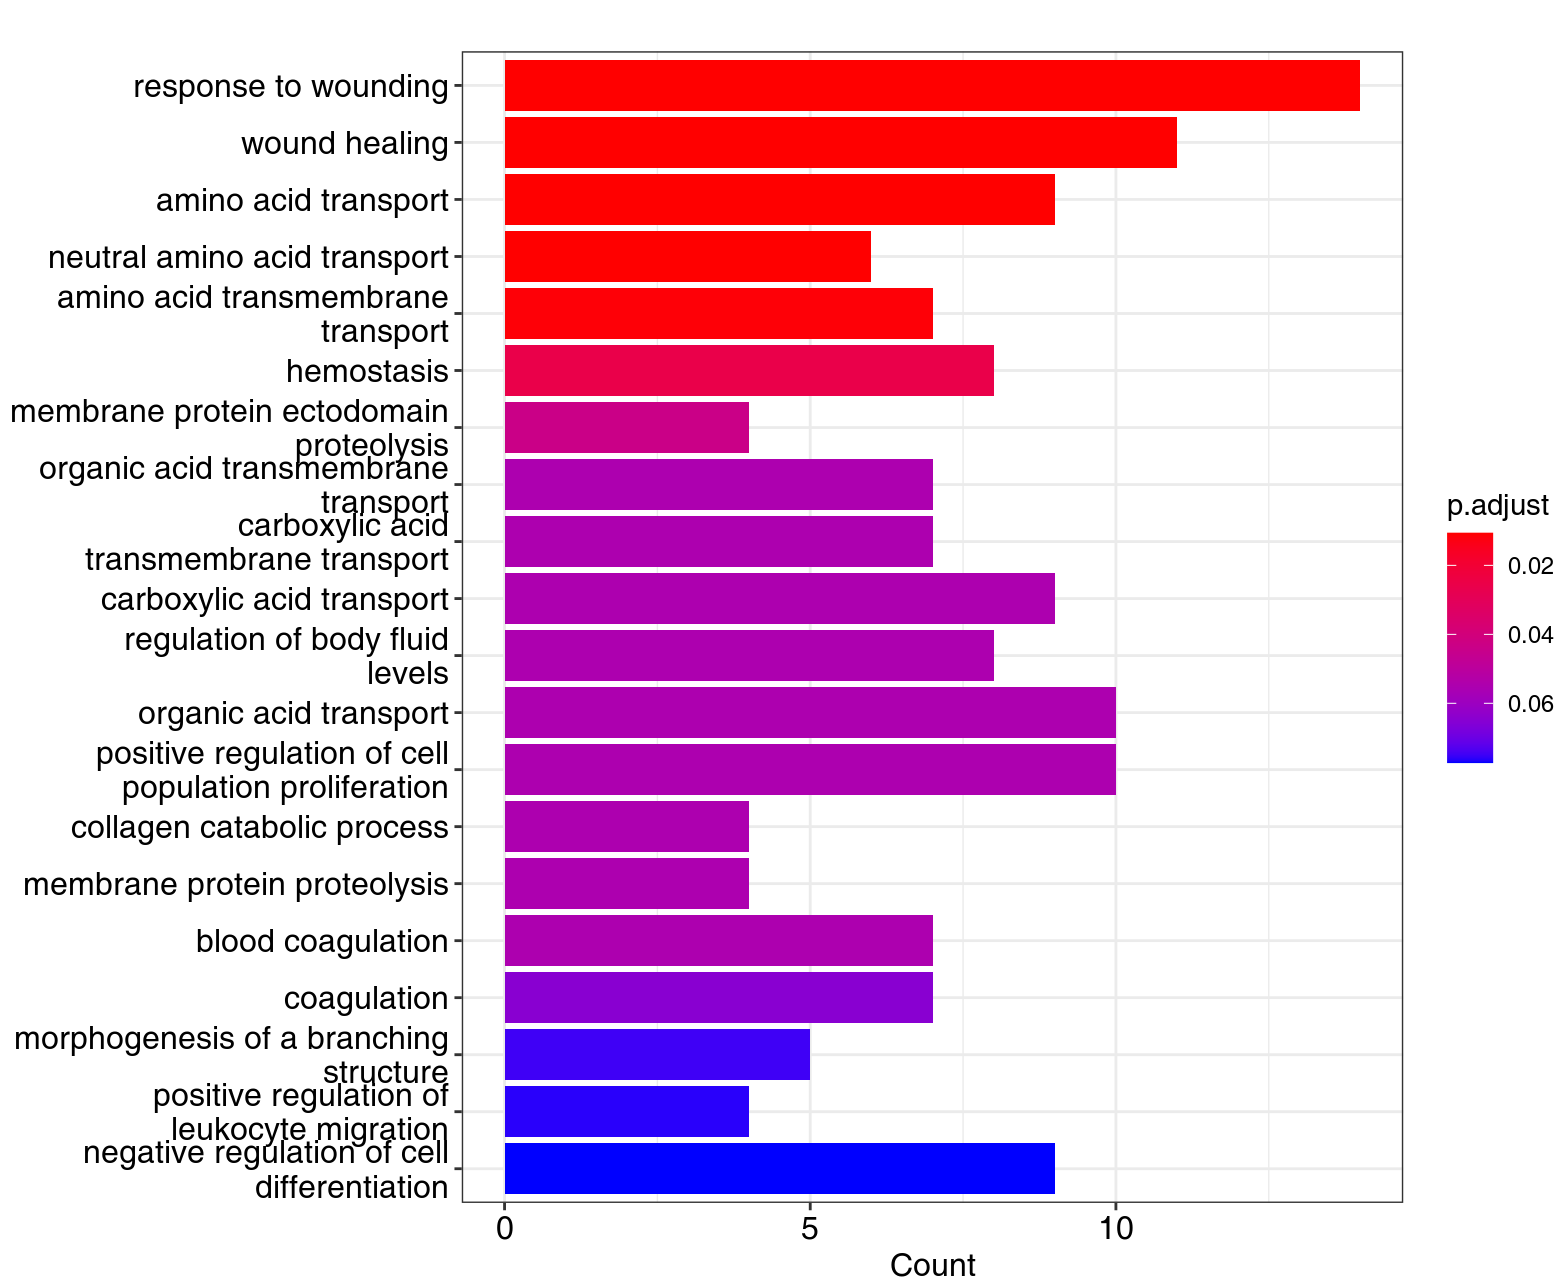 response to wounding
wound healing
amino acid transport
neutral amino acid transport
amino acid transmembrane
transport
hemostasis
membrane protein ectodomain
proteolysis
organic acid transmembrane
transport
carboxylic acid
transmembrane transport
carboxylic acid transport
regulation of body fluid
levels
organic acid transport
positive regulation of cell
population proliferation
collagen catabolic process
membrane protein proteolysis
blood coagulation
coagulation
morphogenesis of a branching
structure
positive regulation of
leukocyte migration
negative regulation of cell
differentiation
0 5 10
Count
p.adjust
0.02
0.04
0.06